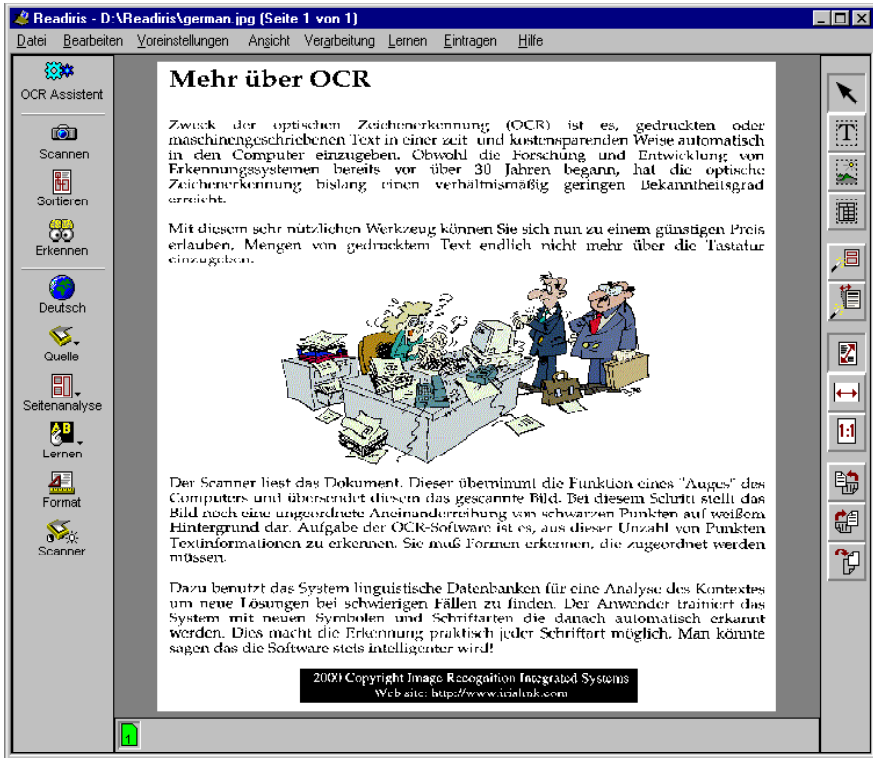 Readiris - D:\Readiris\german.jpg (Seite 1 von 1)
Datei Bearbeiten Voreinstellungen Ansicht Verarbeitung Lernen Eintragen Hilfe
OCR Assistent
Scannen
Sortieren
Erkennen
Deutsch
Quelle
Seitenanalyse
Lernen
Format
Scanner
Mehr über OCR
Zweck der optischen Zeichenerkennung (OCR) ist es, gedruckten oder
maschinengeschriebenen Text in einer zeit und kostensparenden Weise automatisch
in den Computer einzugeben. Obwohl die Forschung und Entwicklung von
Erkennungssystemen bereits vor über 30 Jahren begann, hat die optische
Zeichenerkennung bislang einen verhältnismäßig geringen Bekanntheitsgrad
erreicht.
Mit diesem sehr nützlichen Werkzeug können Sie sich nun zu einem günstigen Preis
erlauben, Mengen von gedrucktem Text endlich nicht mehr über die Tastatur
einzugeben.
Der Scanner liest das Dokument. Dieser übernimmt die Funktion eines "Auges" des
Computers und übersendet diesem das gescannte Bild. Bei diesem Schritt stellt das
Bild noch eine ungeordnete Aneinanderreihung von schwarzen Punkten auf weißem
Hintergrund dar. Aufgabe der OCR-Software ist es, aus dieser Unzahl von Punkten
Textinformationen zu erkennen. Sie muß Formen erkennen, die zugeordnet werden
müssen.
Dazu benutzt das System linguistische Datenbanken für eine Analyse des Kontextes
um neue Lösungen bei schwierigen Fällen zu finden. Der Anwender trainiert das
System mit neuen Symbolen und Schriftarten die danach automatisch erkannt
werden. Dies macht die Erkennung praktisch jeder Schriftart möglich. Man könnte
sagen das die Software stets intelligenter wird!
2000 Copyright Image Recognition Integrated Systems
Web site: http://www.irislink.com
T
1:1
1